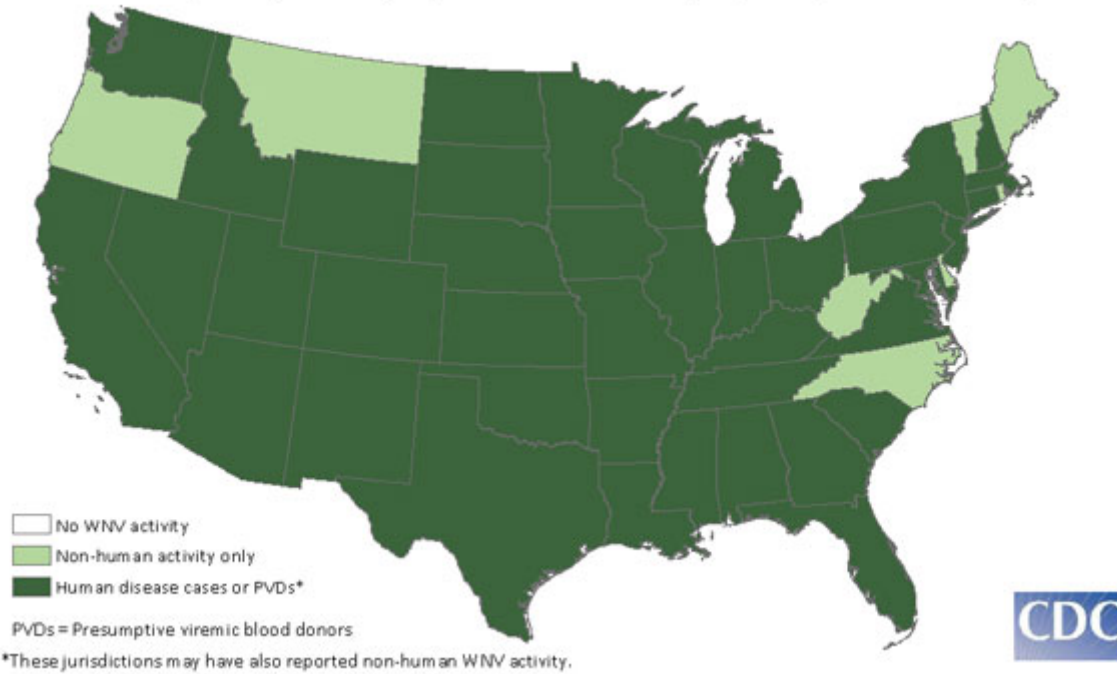 No WNV activity
Non-human activity only
Human disease cases or PVDs*
PVDs = Presumptive viremic blood donors
*These jurisdictions may have also reported non-human WNV activity.
CDC